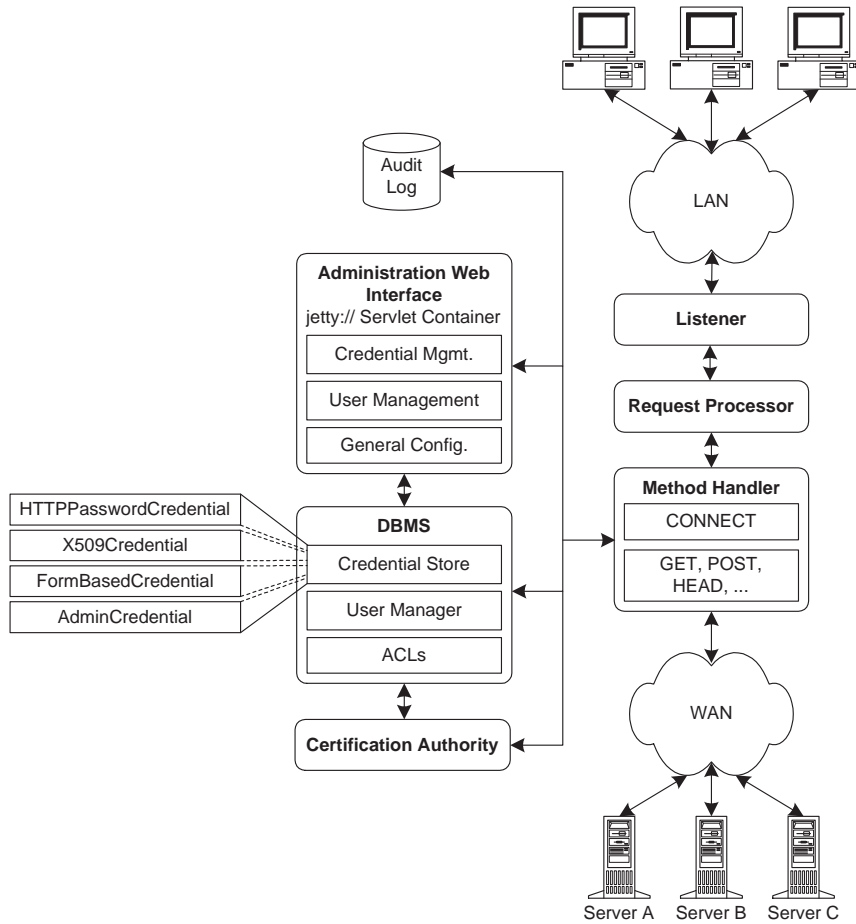 Audit
Log
LAN
Administration Web
Interface
jetty:// Servlet Container
Credential Mgmt.
User Management
General Config.
Listener
Request Processor
Method Handler
CONNECT
GET, POST,
HEAD, ...
HTTPPasswordCredential
X509Credential
FormBasedCredential
AdminCredential
DBMS
Credential Store
User Manager
ACLs
Certification Authority
WAN
Server A
Server B
Server C